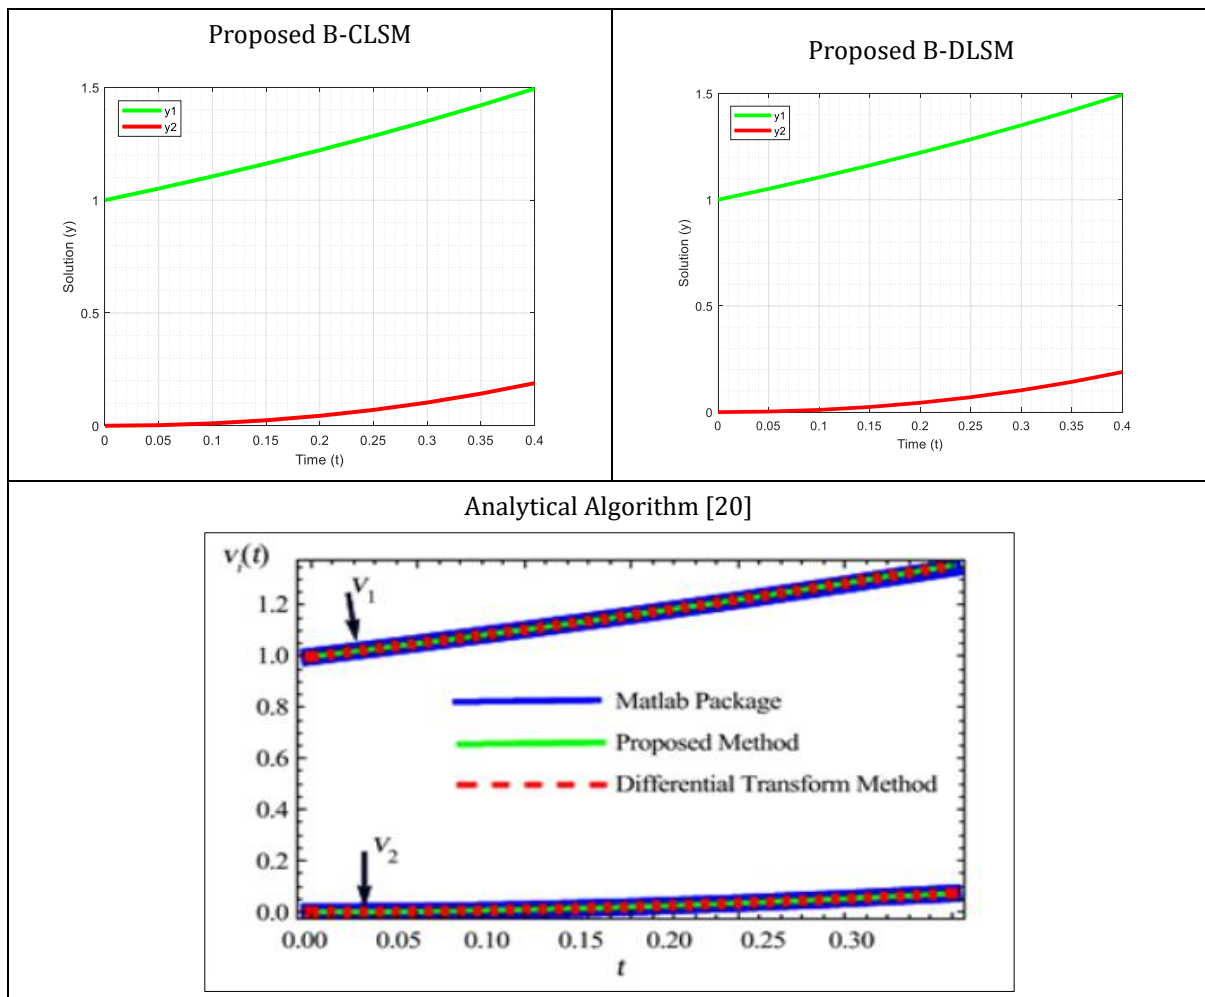 Proposed B-CLSM
1.5
y1
y2
1
Solution (y)
0.5
0
0 0.05 0.1 0.15 0.2 0.25 0.3 0.35 0.4
Time (t)
Proposed B-DLSM
1.5
y1
y2
1
Solution (y)
0.5
0
0 0.05 0.1 0.15 0.2 0.25 0.3 0.35 0.4
Time (t)
Analytical Algorithm [20]
vᵢ(t)
V₁
1.2
1.0
0.8
Matlab Package
0.6
Proposed Method
0.4
Differential Transform Method
0.2
V₂
0.0
0.00 0.05 0.10 0.15 0.20 0.25 0.30
t